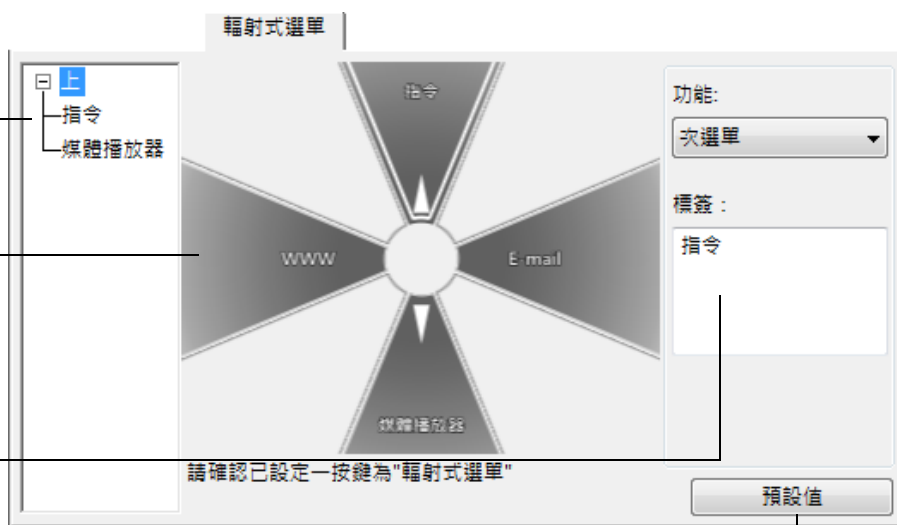 輻射式選單
上
指令
媒體播放器
指令
WWW
E-mail
媒體播放器
請確認已設定一按鍵為"輻射式選單"
功能:
次選單
標簽：
指令
預設值